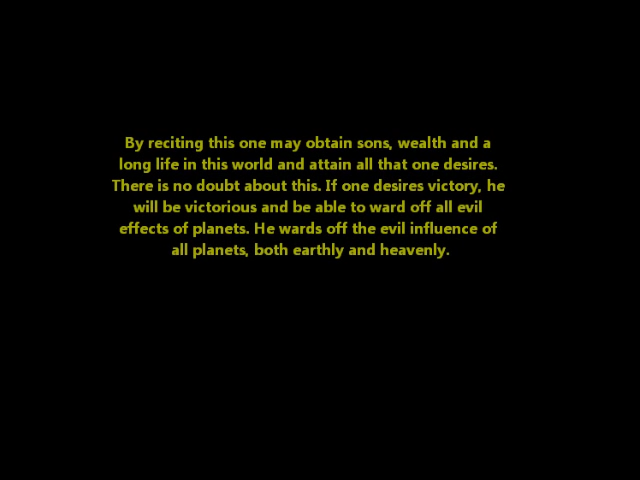 By reciting this one may obtain sons, wealth and a
long life in this world and attain all that one desires.
There is no doubt about this. If one desires victory, he
will be victorious and be able to ward off all evil
effects of planets. He wards off the evil influence of
all planets, both earthly and heavenly.